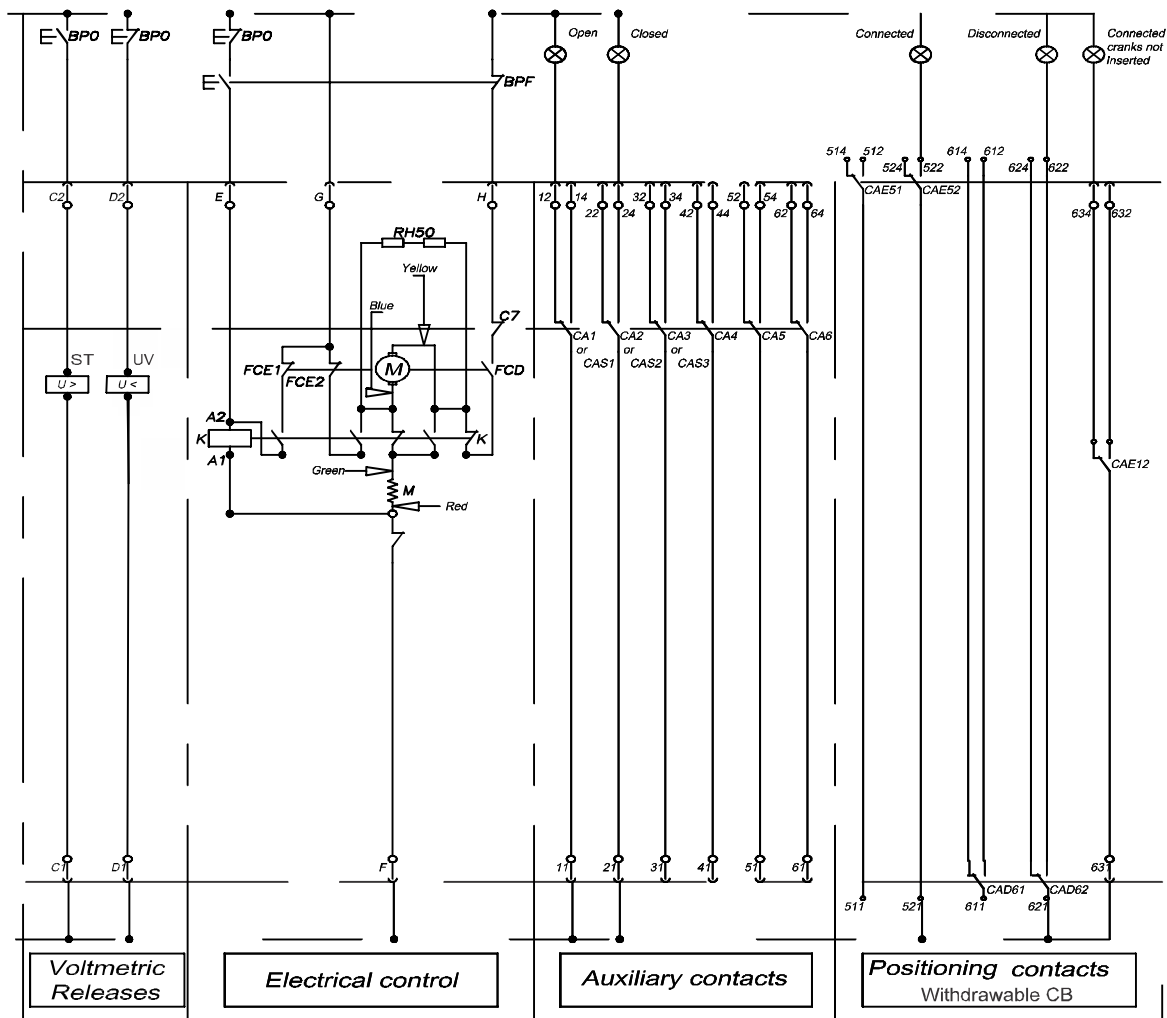 BPO
BPO
BPO
Open
Closed
Connected
Disconnected
Connected
cranks not
Inserted
BPF
514
512
524
522
614
612
624
622
CAE51
CAE52
C2
D2
E
G
H
12
14
22
24
32
34
42
44
52
54
62
64
634
632
RH50
Yellow
Blue
C7
CA1
or
CAS1
CA2
or
CAS2
CA3
or
CAS3
CA4
CA5
CA6
ST
UV
U >
U <
FCE1
FCE2
M
FCD
A2
K
K
A1
Green
M
Red
CAE12
C1
D1
F
11
21
31
41
51
61
631
CAD61
CAD62
511
521
611
621
Voltmetric
Releases
Electrical control
Auxiliary contacts
Positioning contacts
Withdrawable CB